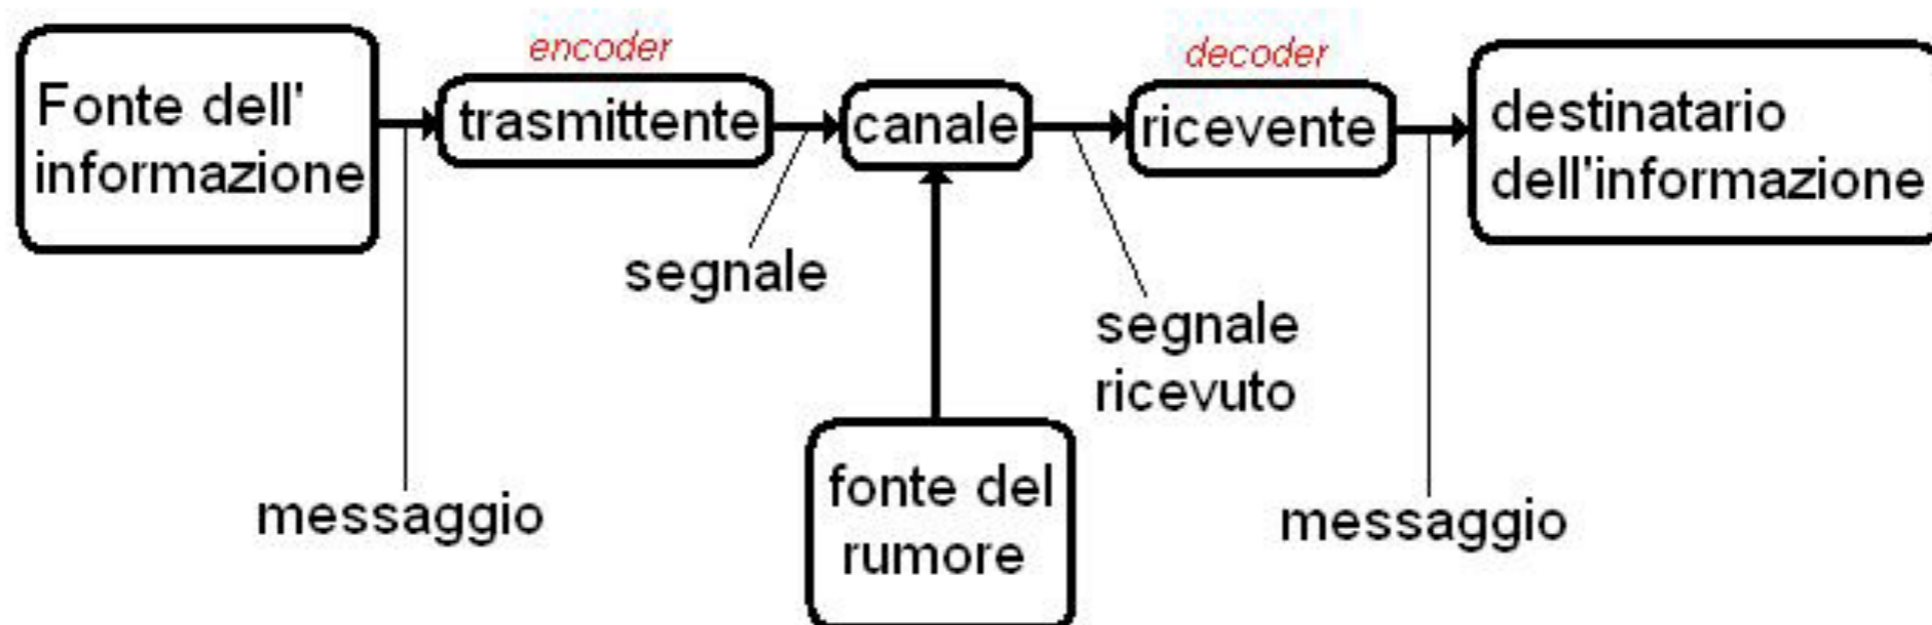 encoder
decoder
Fonte dell'
informazione
trasmittente
canale
ricevente
destinatario
dell'informazione
segnale
segnale
ricevuto
messaggio
fonte del
rumore
messaggio